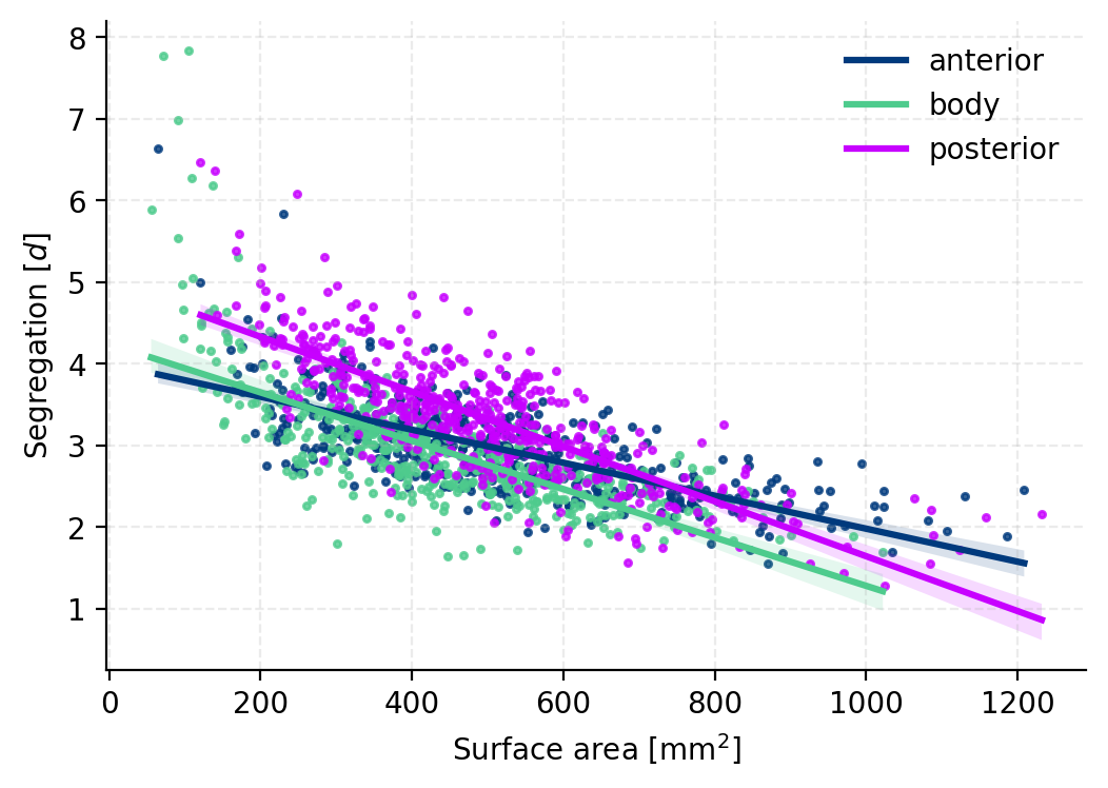 8
7
6
5
4
3
2
1
0 200 400 600 800 1000 1200
Segregation [d]
Surface area [mm²]
anterior
body
posterior